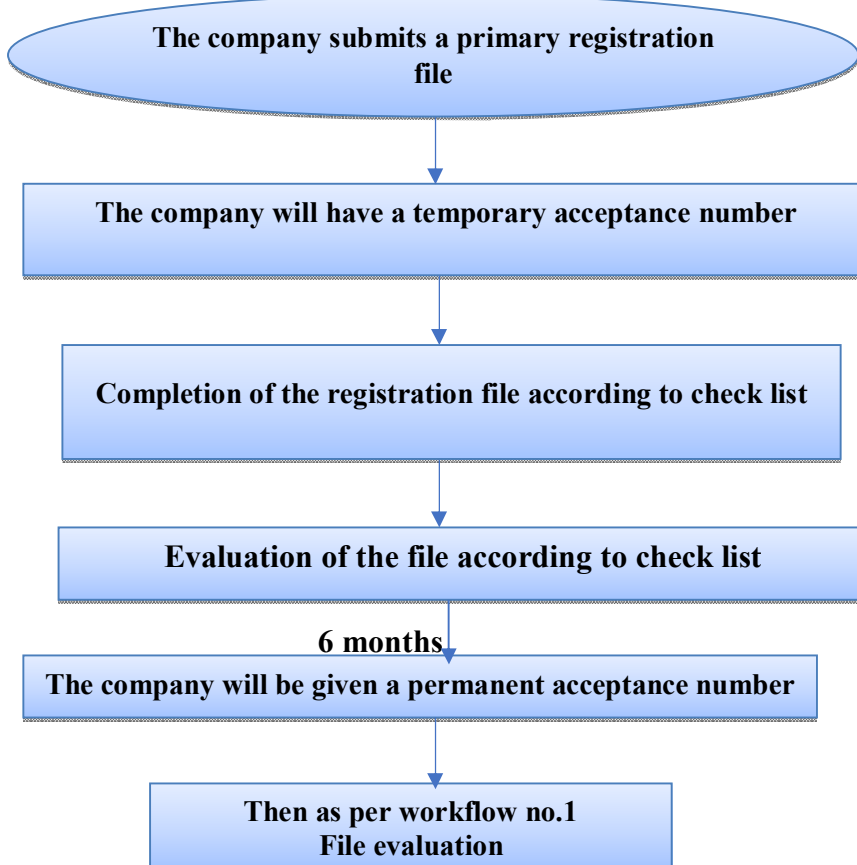 The company submits a primary registration
file
The company will have a temporary acceptance number
Completion of the registration file according to check list
Evaluation of the file according to check list
6 months
The company will be given a permanent acceptance number
Then as per workflow no.1
File evaluation